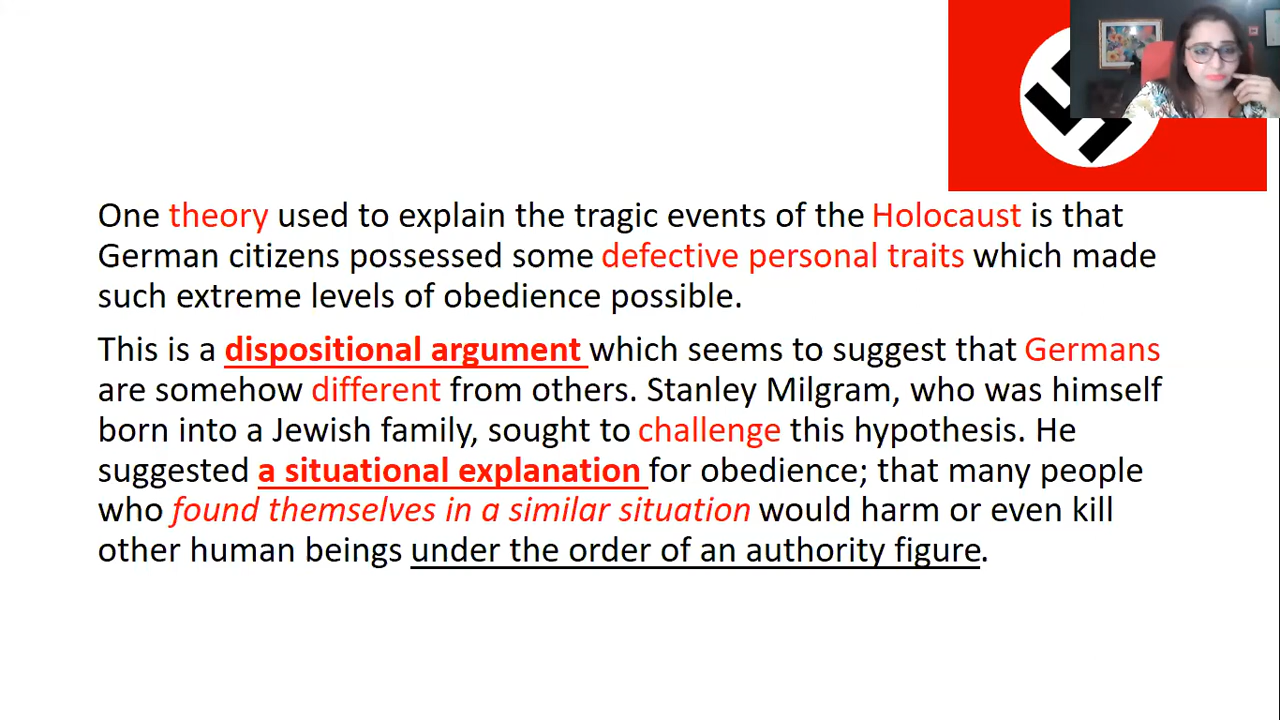 One theory used to explain the tragic events of the Holocaust is that
German citizens possessed some defective personal traits which made
such extreme levels of obedience possible.
This is a dispositional argument which seems to suggest that Germans
are somehow different from others. Stanley Milgram, who was himself
born into a Jewish family, sought to challenge this hypothesis. He
suggested a situational explanation for obedience; that many people
who found themselves in a similar situation would harm or even kill
other human beings under the order of an authority figure.